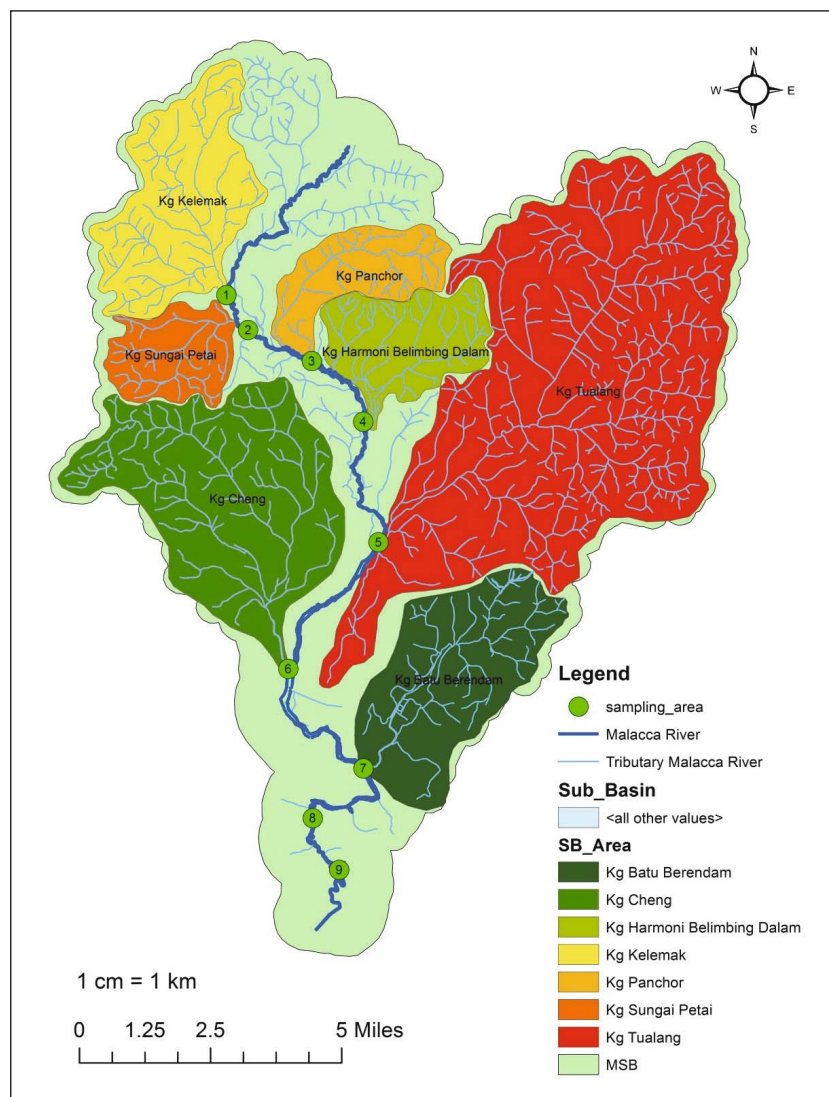 N
W E
S
Kg Kelemak
Kg Panchor
1
2
Kg Sungai Petai
3
Kg Harmoni Belimbing Dalam
4
Kg Tualang
Kg Cheng
5
6
Kg Batu Berendam
7
8
9
Legend
sampling_area
Malacca River
Tributary Malacca River
Sub_Basin
<all other values>
SB_Area
Kg Batu Berendam
Kg Cheng
Kg Harmoni Belimbing Dalam
Kg Kelemak
Kg Panchor
Kg Sungai Petai
Kg Tualang
MSB
1 cm = 1 km
0 1.25 2.5 5 Miles